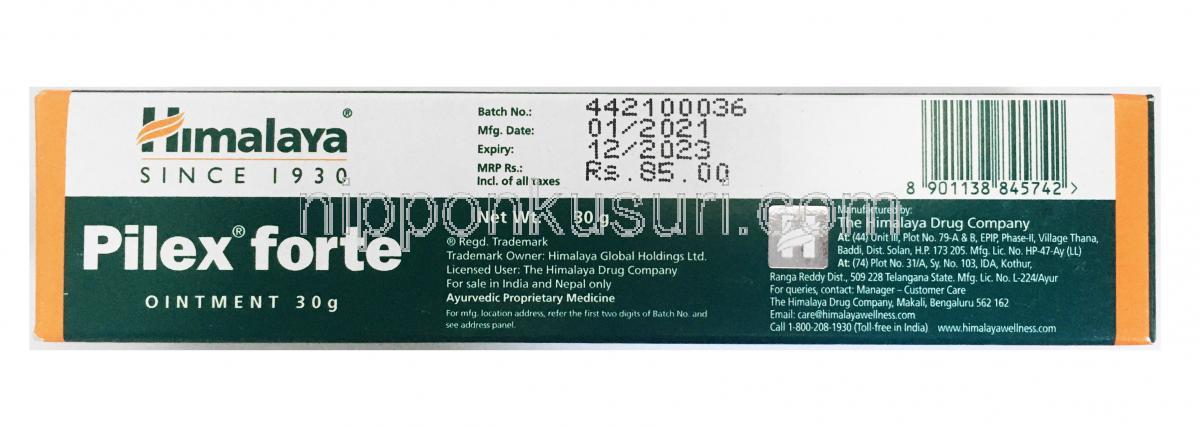 Himalaya®
SINCE 1930
Pilex® forte
OINTMENT 30 g
Batch No.: 442100036
Mfg. Date: 01/2021
Expiry: 12/2023
MRP Rs.: Rs.85.00
Incl. of all taxes
Net Wt.: 30 g
® Regd. Trademark
Trademark Owner: Himalaya Global Holdings Ltd.
Licensed User: The Himalaya Drug Company
For sale in India and Nepal only
Ayurvedic Proprietary Medicine
For mfg. location address, refer the first two digits of Batch No. and
see address panel.
8 901138 845742 >
Manufactured by:
The Himalaya Drug Company
At: (44) Unit III, Plot No. 79-A & B, EPIP, Phase-II, Village Thana,
Baddi, Dist. Solan, H.P. 173 205. Mfg. Lic. No. HP-47-Ay (LL)
At: (74) Plot No. 31/A, Sy. No. 103, IDA, Kothur,
Ranga Reddy Dist., 509 228 Telangana State. Mfg. Lic. No. L-224/Ayur
For queries, contact: Manager – Customer Care
The Himalaya Drug Company, Makali, Bengaluru 562 162
Email: care@himalayawellness.com
Call 1-800-208-1930 (Toll-free in India) www.himalayawellness.com
nipponkusuri.com